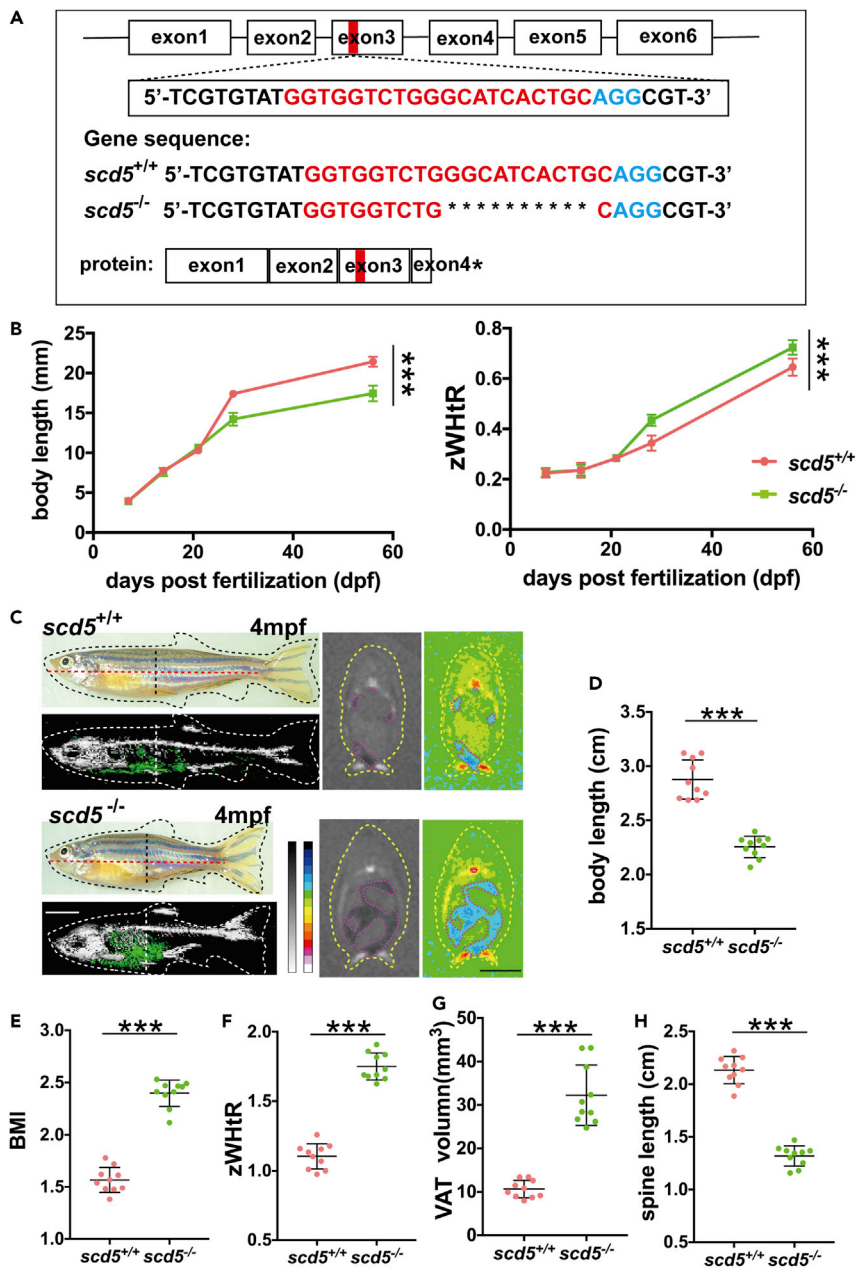 A
exon1 exon2 exon3 exon4 exon5 exon6
5’-TCGTGTATGGTGGTCTGGGCATCACTGCAGGCGT-3’
Gene sequence:
scd5+/+ 5’-TCGTGTATGGTGGTCTGGGCATCACTGCAGGCGT-3’
scd5-/- 5’-TCGTGTATGGTGGTCTG * * * * * * * * * * CAGGCGT-3’
protein: exon1 exon2 exon3 exon4*
B
body length (mm)
25
20
15
10
5
0
0 20 40 60
days post fertilization (dpf)
***
zWHtR
0.8
0.6
0.4
0.2
0.0
0 10 20 30 40 50 60
days post fertilization (dpf)
***
scd5+/+
scd5-/-
C
scd5+/+ 4mpf
scd5-/- 4mpf
D
body length (cm)
3.5
3.0
2.5
2.0
1.5
***
scd5+/+ scd5-/-
E
BMI
3.0
2.5
2.0
1.5
1.0
***
scd5+/+ scd5-/-
F
zWHtR
2.0
1.5
1.0
0.5
***
scd5+/+ scd5-/-
G
VAT volumn(mm3)
50
40
30
20
10
0
***
scd5+/+ scd5-/-
H
spine length (cm)
2.5
2.0
1.5
1.0
0.5
***
scd5+/+ scd5-/-